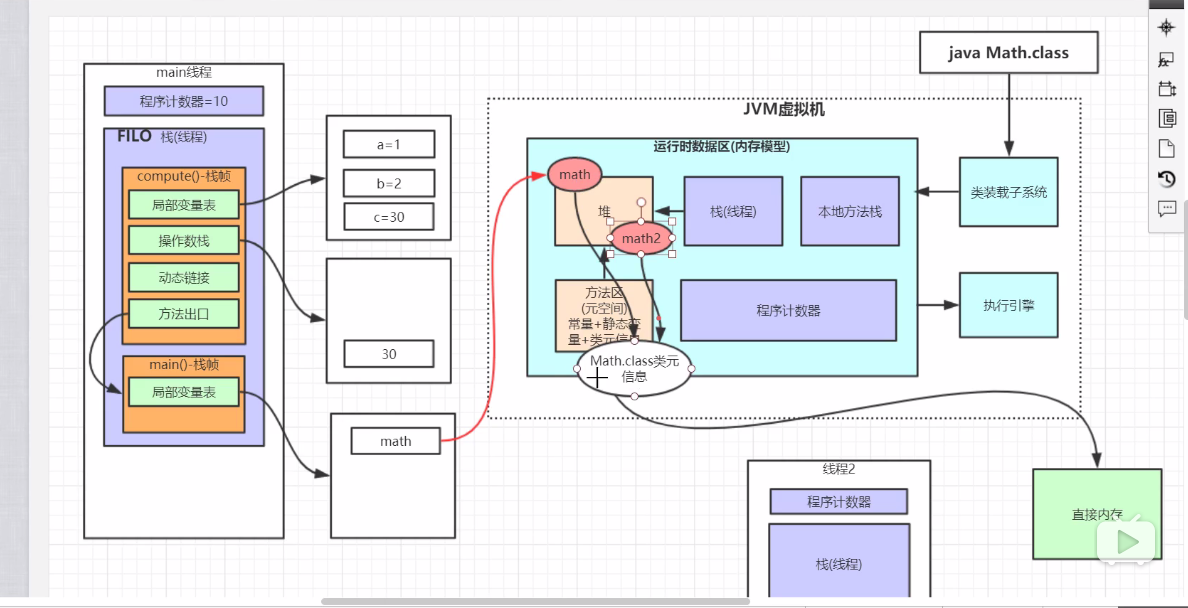 main线程
程序计数器=10
FILO 栈(线程)
compute()-栈帧
局部变量表
操作数栈
动态链接
方法出口
main()-栈帧
局部变量表
a=1
b=2
c=30
30
math
java Math.class
JVM虚拟机
运行时数据区(内存模型)
math
堆
math2
栈(线程)
本地方法栈
类装载子系统
方法区
(元空间)
常量+静态变
量+类元信息
程序计数器
执行引擎
Math.class类元
信息
线程2
程序计数器
栈(线程)
直接内存